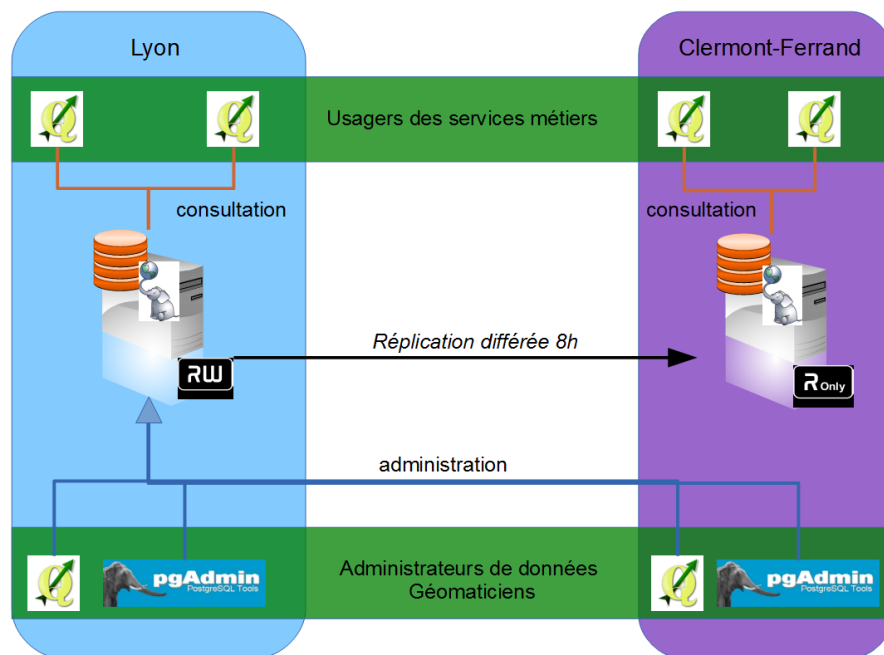 Lyon
Clermont-Ferrand
Usagers des services métiers
consultation
consultation
Réplication différée 8h
RW
R Only
administration
Administrateurs de données
Géomaticiens
pgAdmin
PostgreSQL Tools
pgAdmin
PostgreSQL Tools